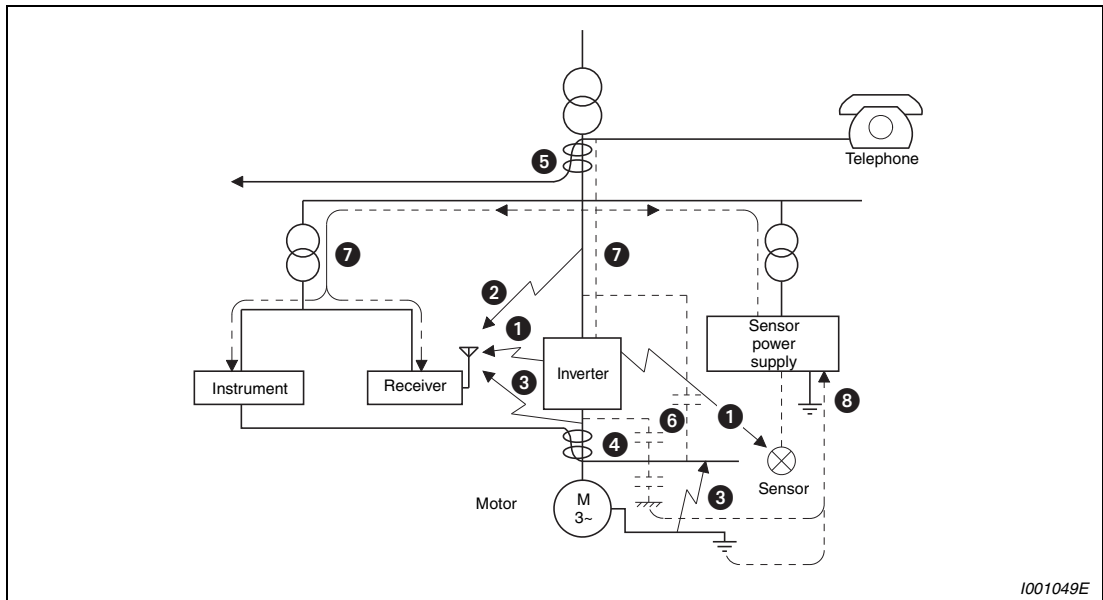 Telephone
5
7
7
2
1
Sensor
power
supply
Instrument
Receiver
3
Inverter
8
6
1
4
Motor
M
3~
3
Sensor
I001049E